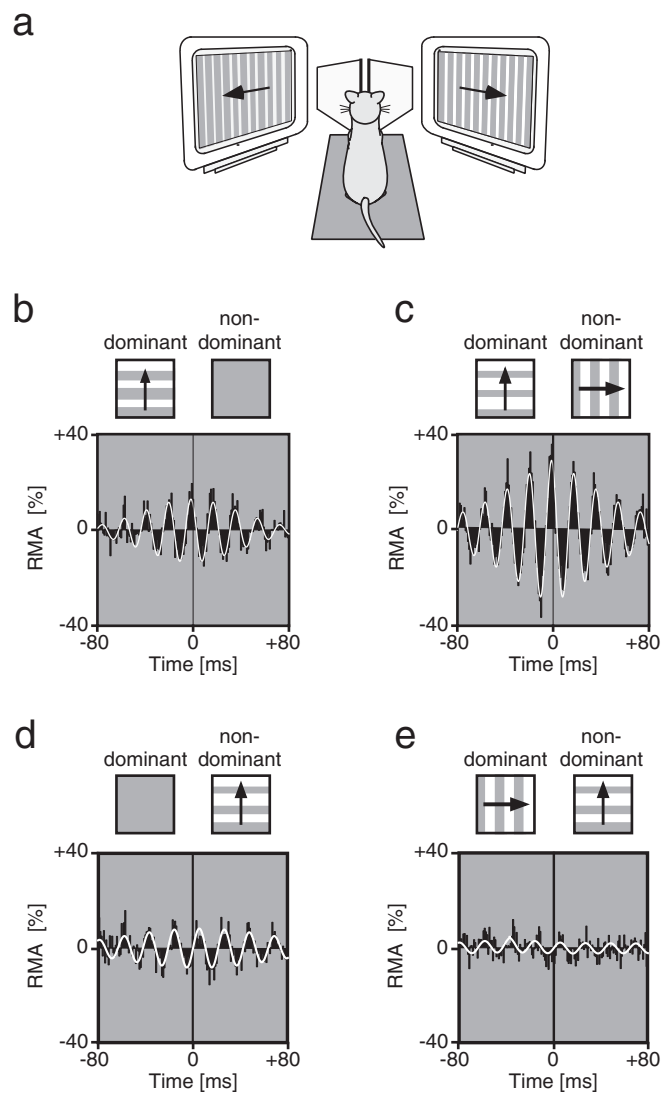 a
b
c
dominant
non-
dominant
dominant
non-
dominant
+40
0
-40
RMA [%]
-80
0
+80
Time [ms]
+40
0
-40
RMA [%]
-80
0
+80
Time [ms]
d
e
dominant
non-
dominant
dominant
non-
dominant
+40
0
-40
RMA [%]
-80
0
+80
Time [ms]
+40
0
-40
RMA [%]
-80
0
+80
Time [ms]